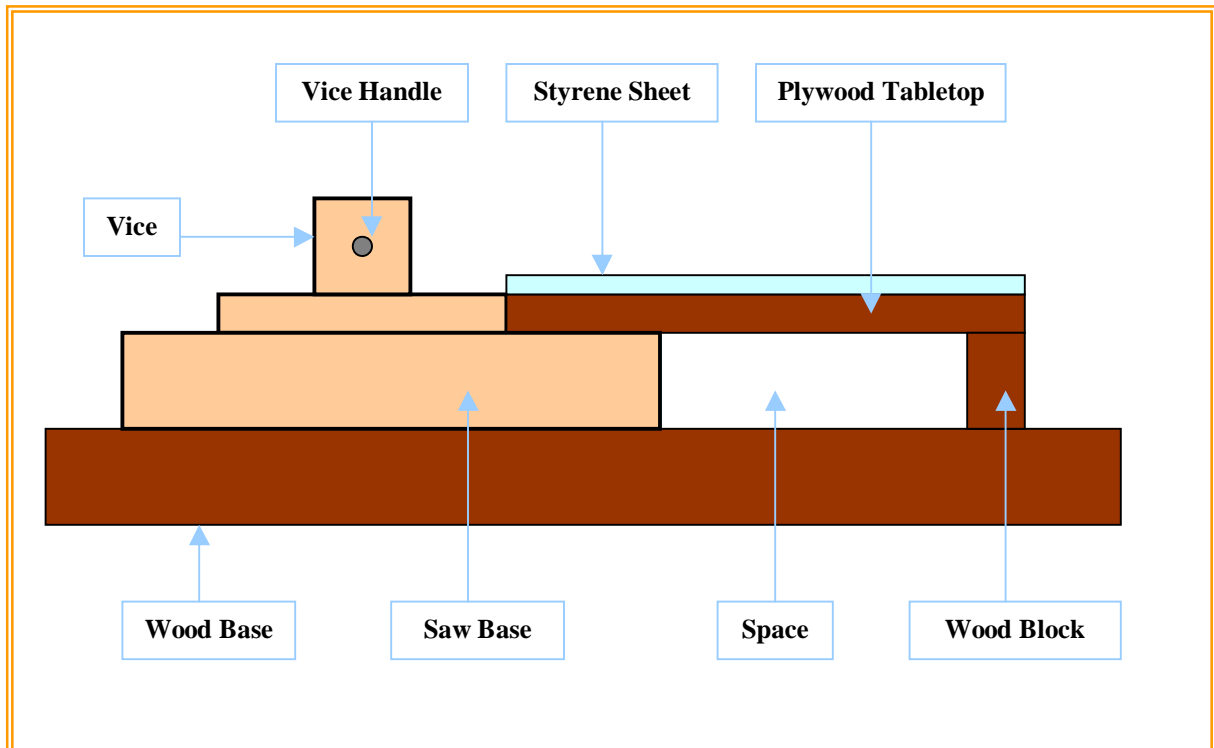 Vice Handle
Styrene Sheet
Plywood Tabletop
Vice
Wood Base
Saw Base
Space
Wood Block